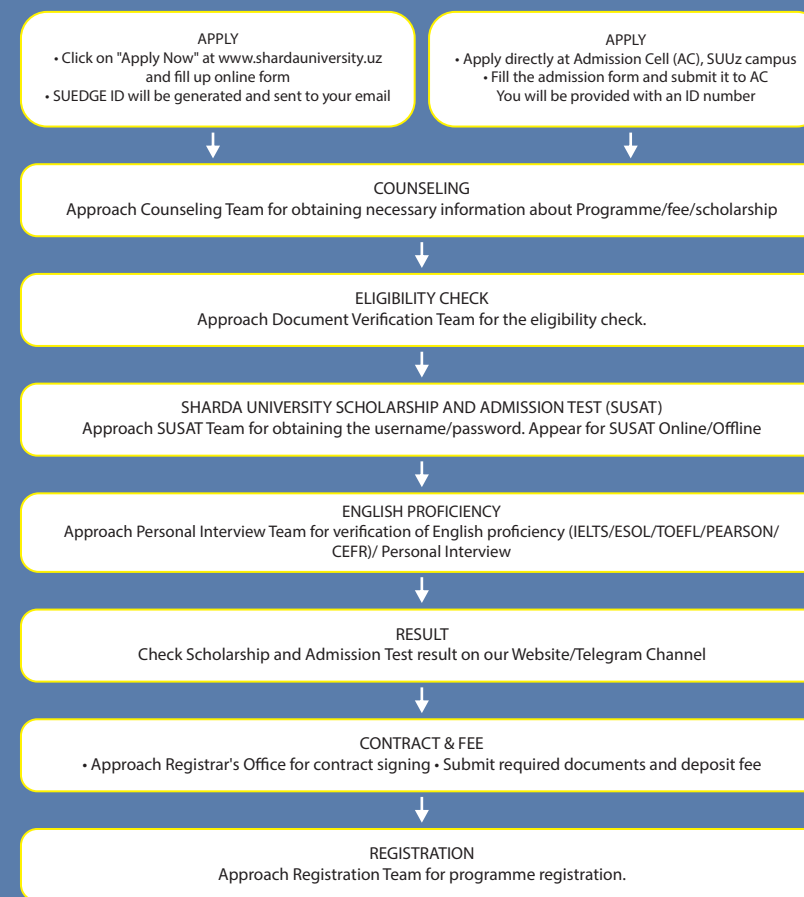 APPLY
• Click on "Apply Now" at www.shardauniversity.uz
and fill up online form
• SUEDGE ID will be generated and sent to your email
APPLY
• Apply directly at Admission Cell (AC), SUUz campus
• Fill the admission form and submit it to AC
You will be provided with an ID number
COUNSELING
Approach Counseling Team for obtaining necessary information about Programme/fee/scholarship
ELIGIBILITY CHECK
Approach Document Verification Team for the eligibility check.
SHARDA UNIVERSITY SCHOLARSHIP AND ADMISSION TEST (SUSAT)
Approach SUSAT Team for obtaining the username/password. Appear for SUSAT Online/Offline
ENGLISH PROFICIENCY
Approach Personal Interview Team for verification of English proficiency (IELTS/ESOL/TOEFL/PEARSON/
CEFR)/ Personal Interview
RESULT
Check Scholarship and Admission Test result on our Website/Telegram Channel
CONTRACT & FEE
• Approach Registrar's Office for contract signing • Submit required documents and deposit fee
REGISTRATION
Approach Registration Team for programme registration.